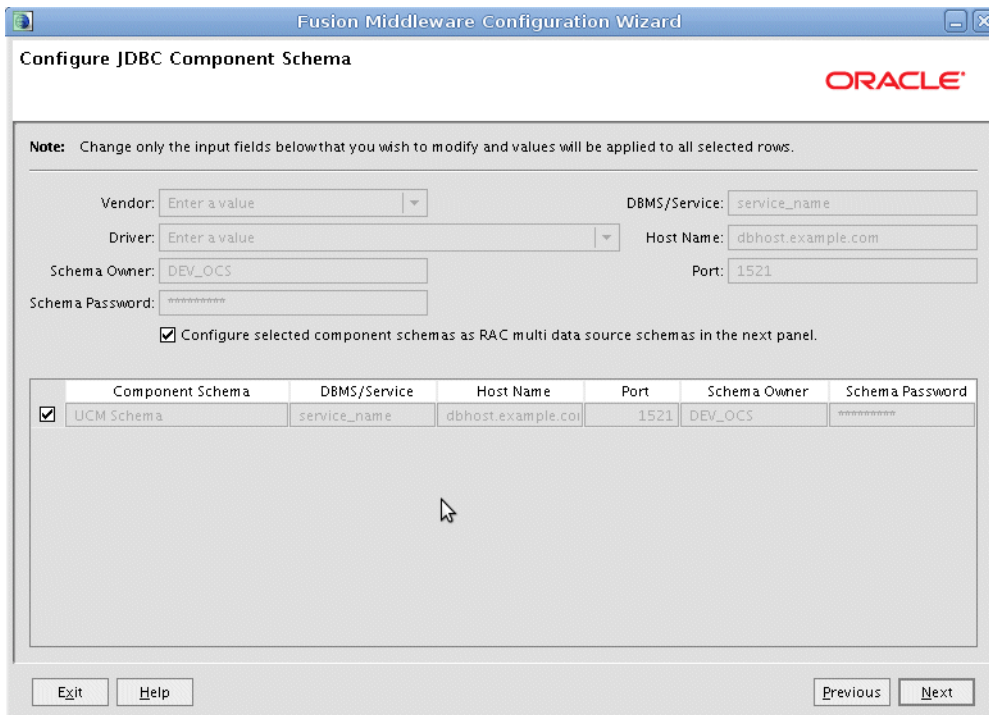 Fusion Middleware Configuration Wizard
Configure JDBC Component Schema
ORACLE
Note: Change only the input fields below that you wish to modify and values will be applied to all selected rows.
Vendor: Enter a value DBMS/Service: service_name
Driver: Enter a value Host Name: dbhost.example.com
Schema Owner: DEV_OCS Port: 1521
Schema Password: *********
Configure selected component schemas as RAC multi data source schemas in the next panel.
Component Schema DBMS/Service Host Name Port Schema Owner Schema Password
UCM Schema service_name dbhost.example.co 1521 DEV_OCS *********
Exit Help Previous Next